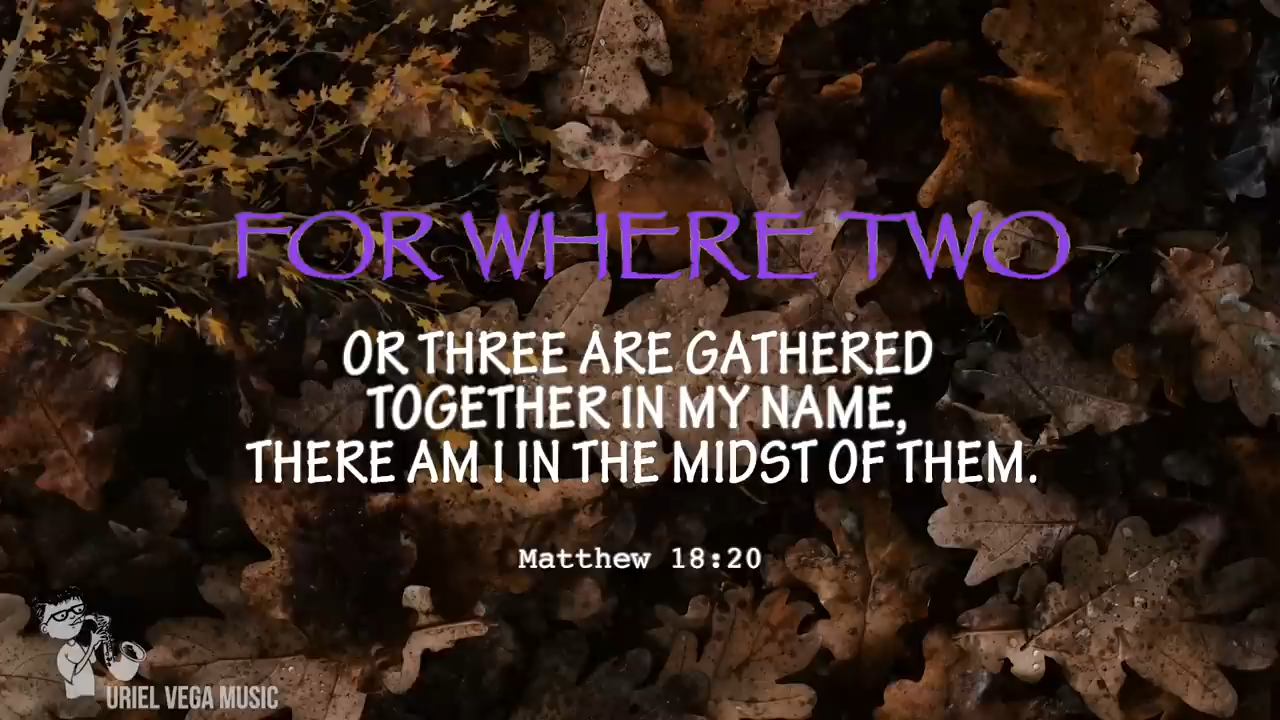 FOR WHERE TWO
OR THREE ARE GATHERED
TOGETHER IN MY NAME,
THERE AM I IN THE MIDST OF THEM.
Matthew 18:20
URIEL VEGA MUSIC